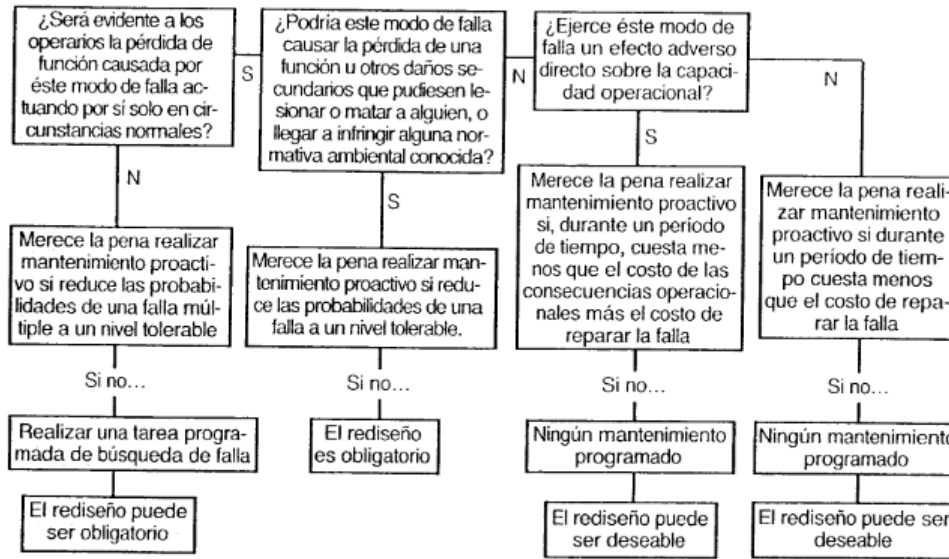 ¿Será evidente a los
operarios la pérdida de
función causada por
éste modo de falla ac-
tuando por sí solo en cir-
cunstancias normales?
S
¿Podría este modo de falla
causar la pérdida de una
función u otros daños se-
cundarios que pudiesen le-
sionar o matar a alguien, o
llegar a infringir alguna nor-
mativa ambiental conocida?
N
¿Ejerce éste modo de
falla un efecto adverso
directo sobre la capaci-
dad operacional?
N
N
S
S
Merece la pena realizar
mantenimiento proacti-
vo si reduce las probabi-
lidades de una falla múl-
tiple a un nivel tolerable
Merece la pena realizar man-
tenimiento proactivo si redu-
ce las probabilidades de una
falla a un nivel tolerable.
Merece la pena realizar
mantenimiento proactivo
si, durante un período
de tiempo, cuesta me-
nos que el costo de las
consecuencias operacio-
nales más el costo de
reparar la falla
Merece la pena reali-
zar mantenimiento
proactivo si durante
un período de tiem-
po cuesta menos
que el costo de repa-
rar la falla
Si no...
Si no...
Si no...
Si no...
Realizar una tarea progra-
mada de búsqueda de falla
El rediseño
es obligatorio
Ningún mantenimiento
programado
Ningún mantenimiento
programado
El rediseño puede
ser obligatorio
El rediseño puede
ser deseable
El rediseño puede ser
deseable